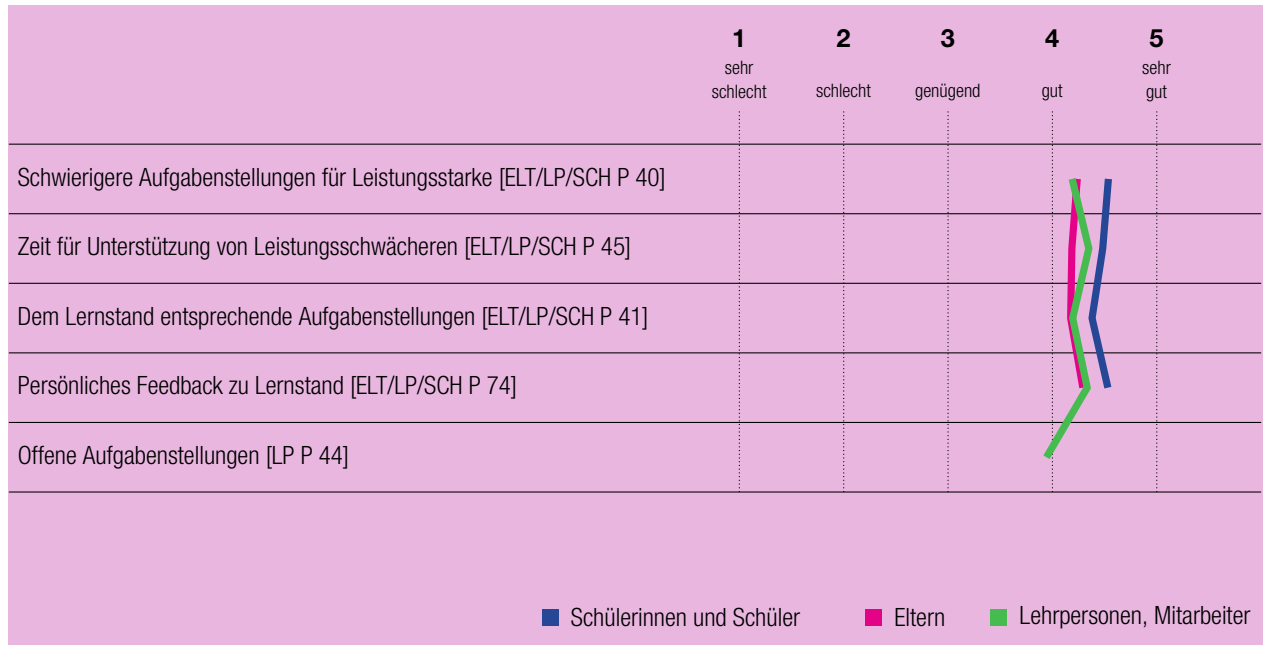 1 2 3 4 5
sehr schlecht schlecht genügend gut sehr gut
Schwierigere Aufgabenstellungen für Leistungsstarke [ELT/LP/SCH P 40]
Zeit für Unterstützung von Leistungsschwächeren [ELT/LP/SCH P 45]
Dem Lernstand entsprechende Aufgabenstellungen [ELT/LP/SCH P 41]
Persönliches Feedback zu Lernstand [ELT/LP/SCH P 74]
Offene Aufgabenstellungen [LP P 44]
Schülerinnen und Schüler Eltern Lehrpersonen, Mitarbeiter